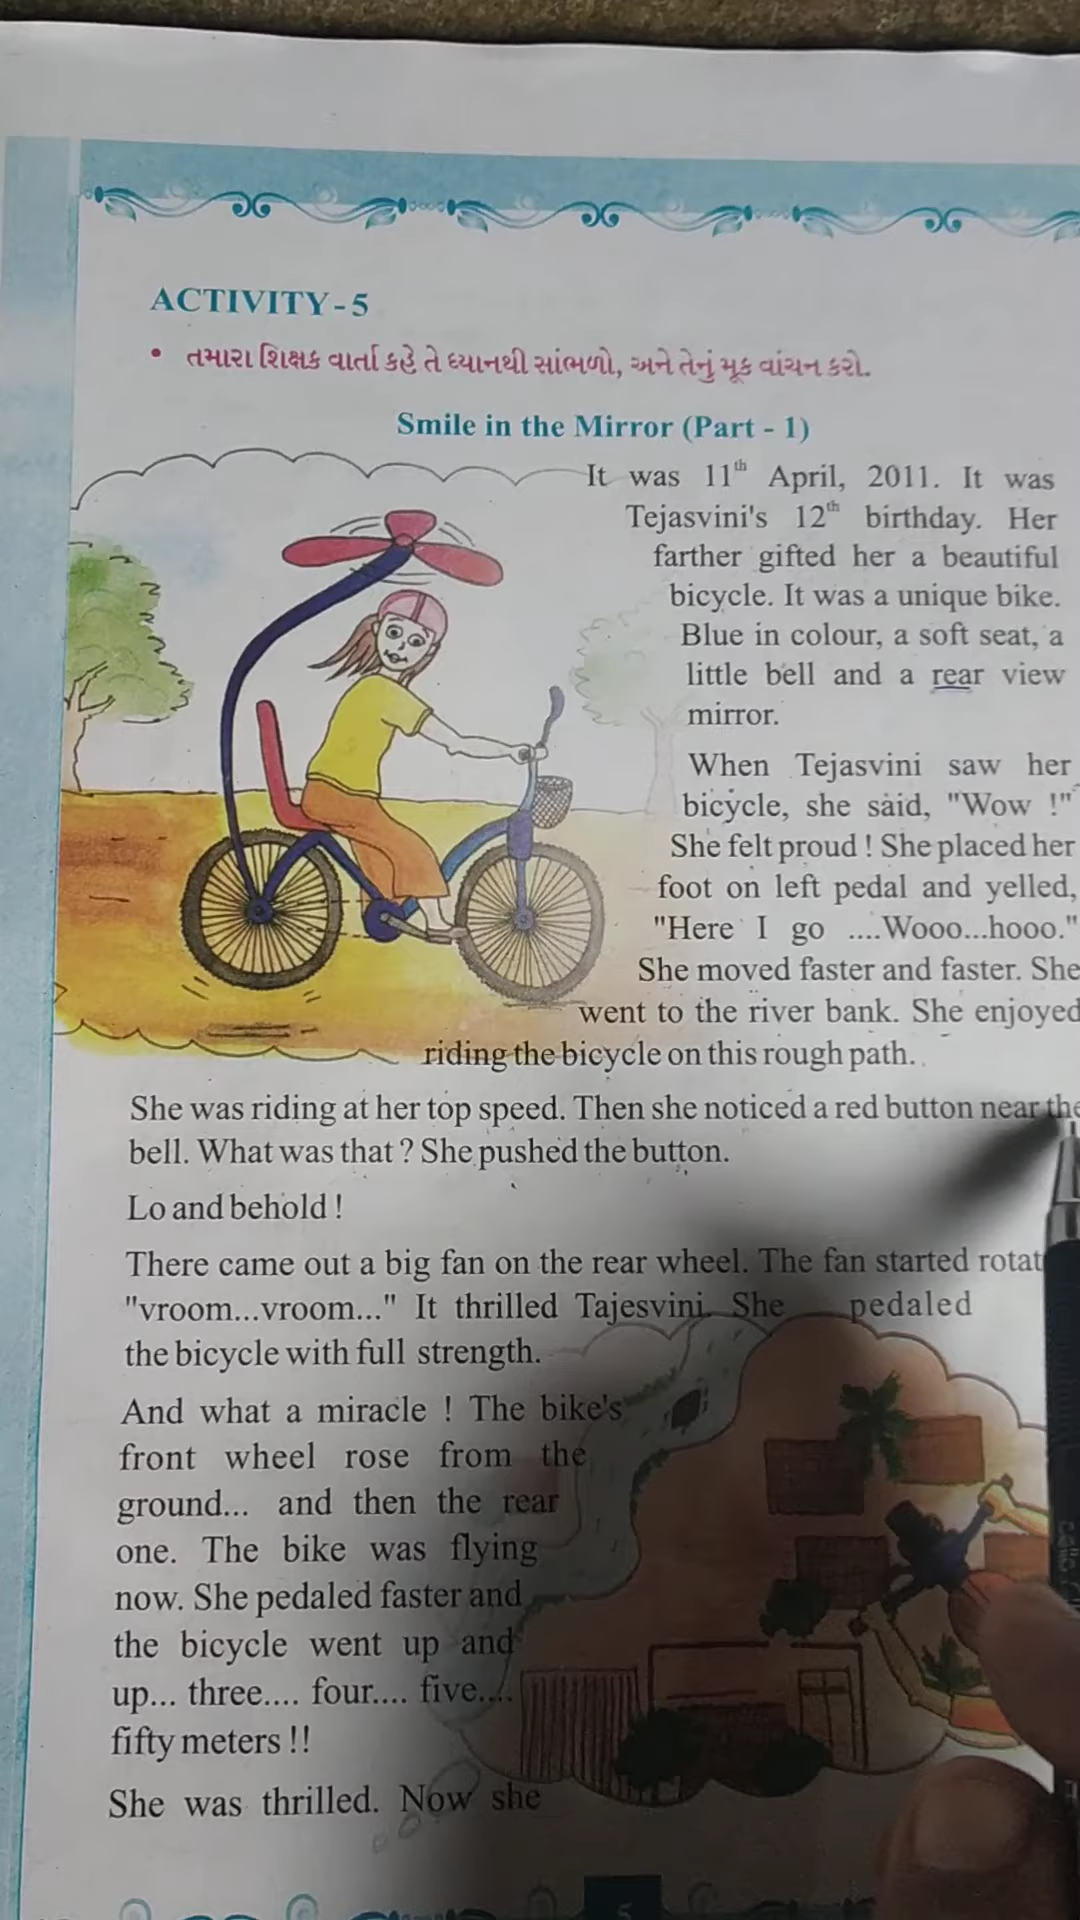 ACTIVITY-5
• તમારા શિક્ષક વાર્તા કહે તે ધ્યાનથી સાંભળો, અને તેનું મૂક વાંચન કરો.
Smile in the Mirror (Part - 1)
It was 11th April, 2011. It was
Tejasvini's 12th birthday. Her
farther gifted her a beautiful
bicycle. It was a unique bike.
Blue in colour, a soft seat, a
little bell and a rear view
mirror.
When Tejasvini saw her
bicycle, she said, "Wow !"
She felt proud ! She placed her
foot on left pedal and yelled,
"Here I go ....Wooo...hooo."
She moved faster and faster. She
went to the river bank. She enjoyed
riding the bicycle on this rough path.
She was riding at her top speed. Then she noticed a red button near the
bell. What was that ? She pushed the button.
Lo and behold !
There came out a big fan on the rear wheel. The fan started rotat
"vroom...vroom..." It thrilled Tajesvini. She pedaled
the bicycle with full strength.
And what a miracle ! The bike's
front wheel rose from the
ground... and then the rear
one. The bike was flying
now. She pedaled faster and
the bicycle went up and
up... three.... four.... five....
fifty meters !!
She was thrilled. Now she
5